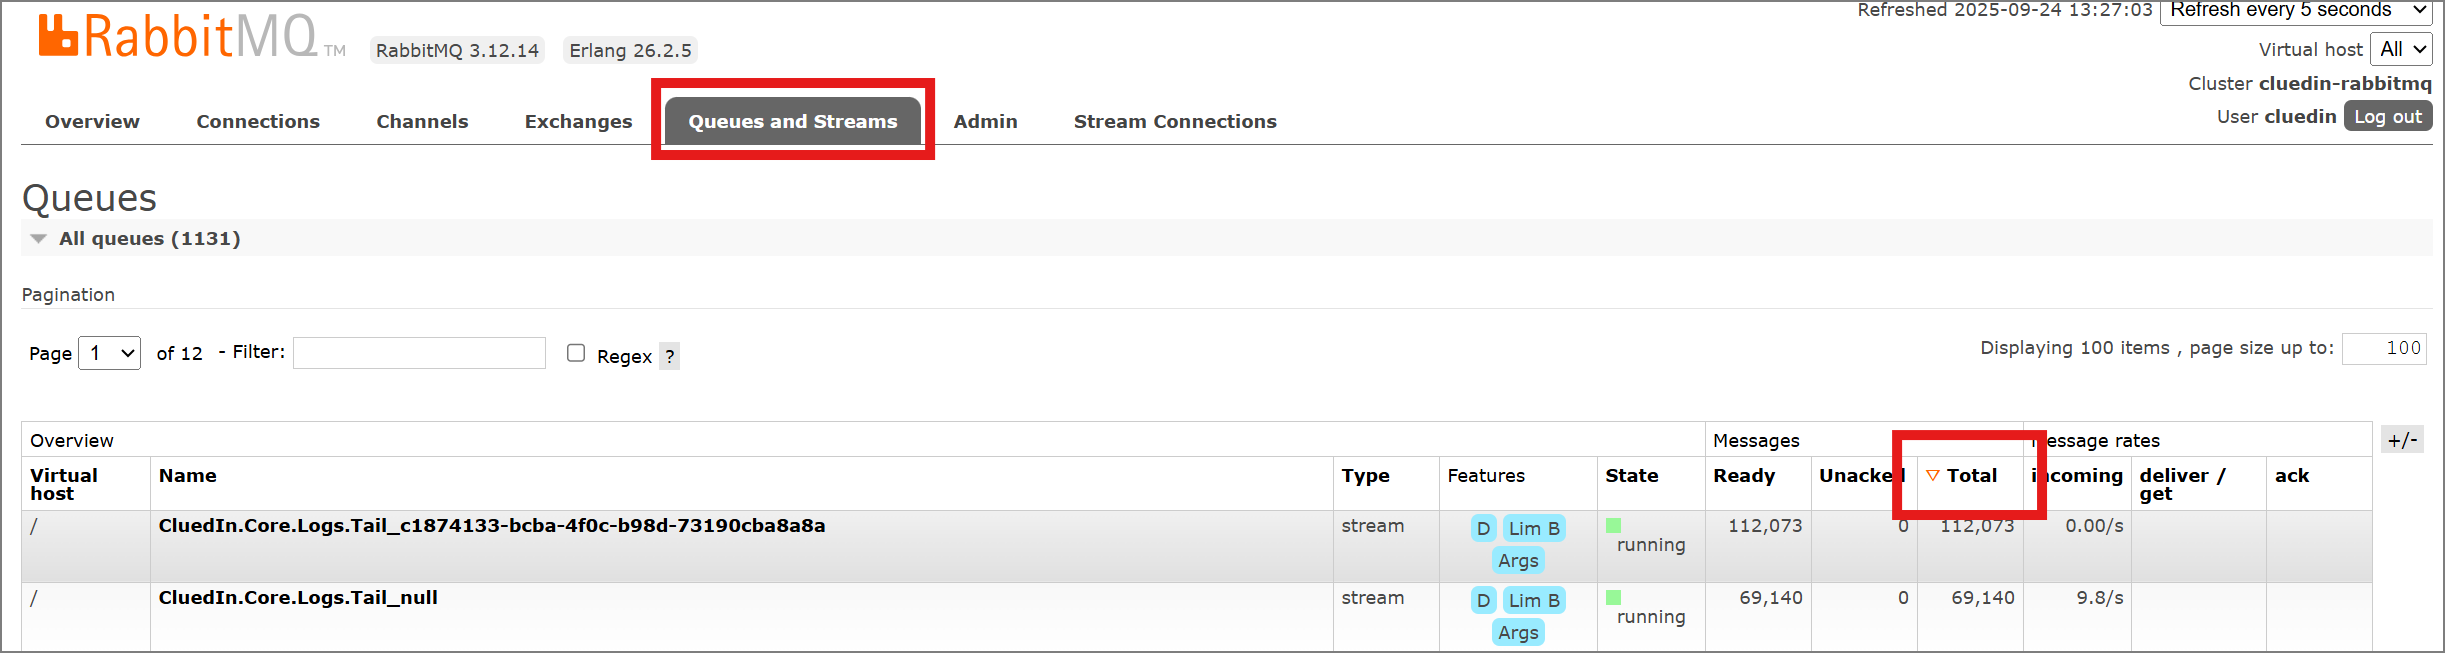 Refreshed 2025-09-24 13:27:03 Refresh every 5 seconds
RabbitMQ TM RabbitMQ 3.12.14 Erlang 26.2.5
Virtual host All
Cluster cluedin-rabbitmq
User cluedin Log out
Overview Connections Channels Exchanges Queues and Streams Admin Stream Connections
Queues
All queues (1131)
Pagination
Page 1 of 12 - Filter: Regex ? Displaying 100 items , page size up to: 100
Overview Messages Message rates +/-
Virtual host Name Type Features State Ready Unacked Total incoming deliver / get ack
/ CluedIn.Core.Logs.Tail_c1874133-bcba-4f0c-b98d-73190cba8a8a stream D Lim B Args running 112,073 0 112,073 0.00/s
/ CluedIn.Core.Logs.Tail_null stream D Lim B Args running 69,140 0 69,140 9.8/s